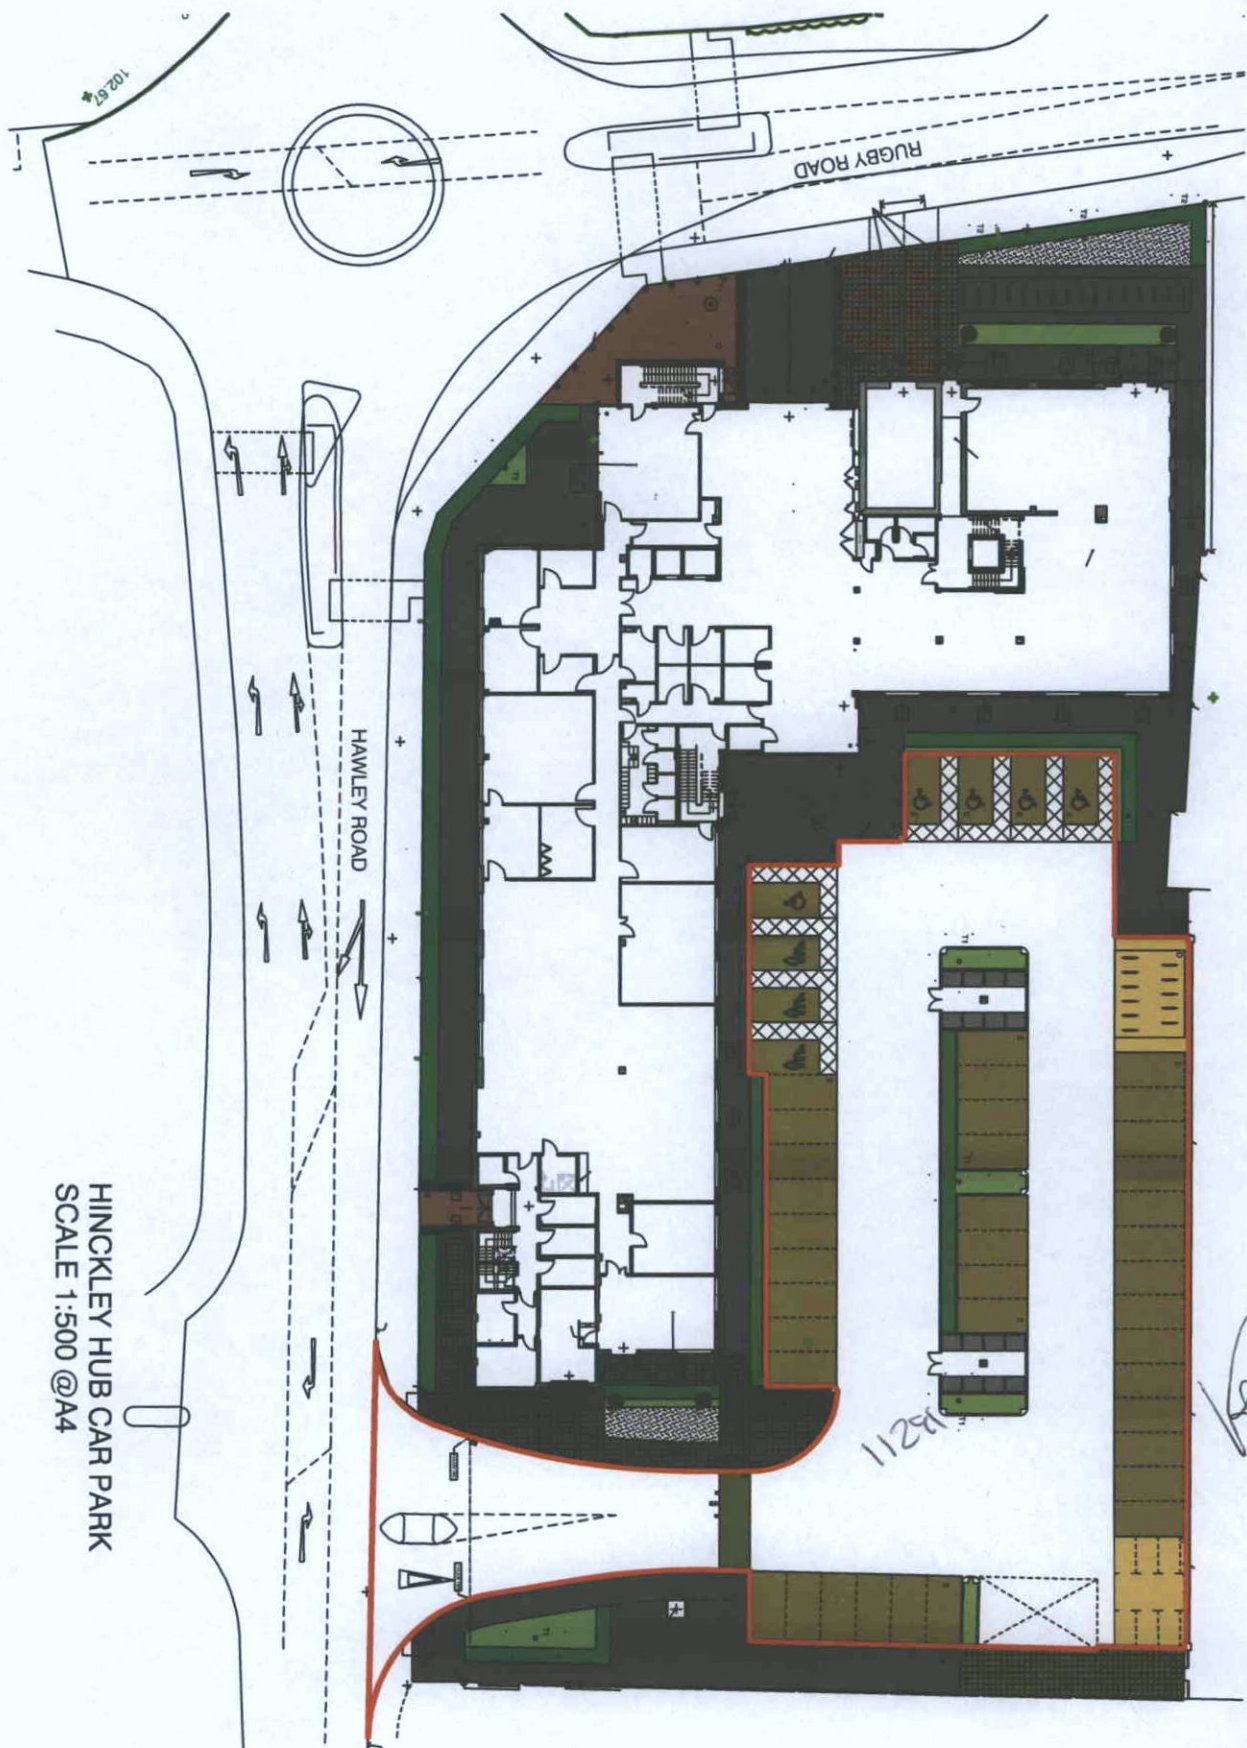 102.67
RUGBY ROAD
HAWLEY ROAD
HINCKLEY HUB CAR PARK
SCALE 1:500 @A4